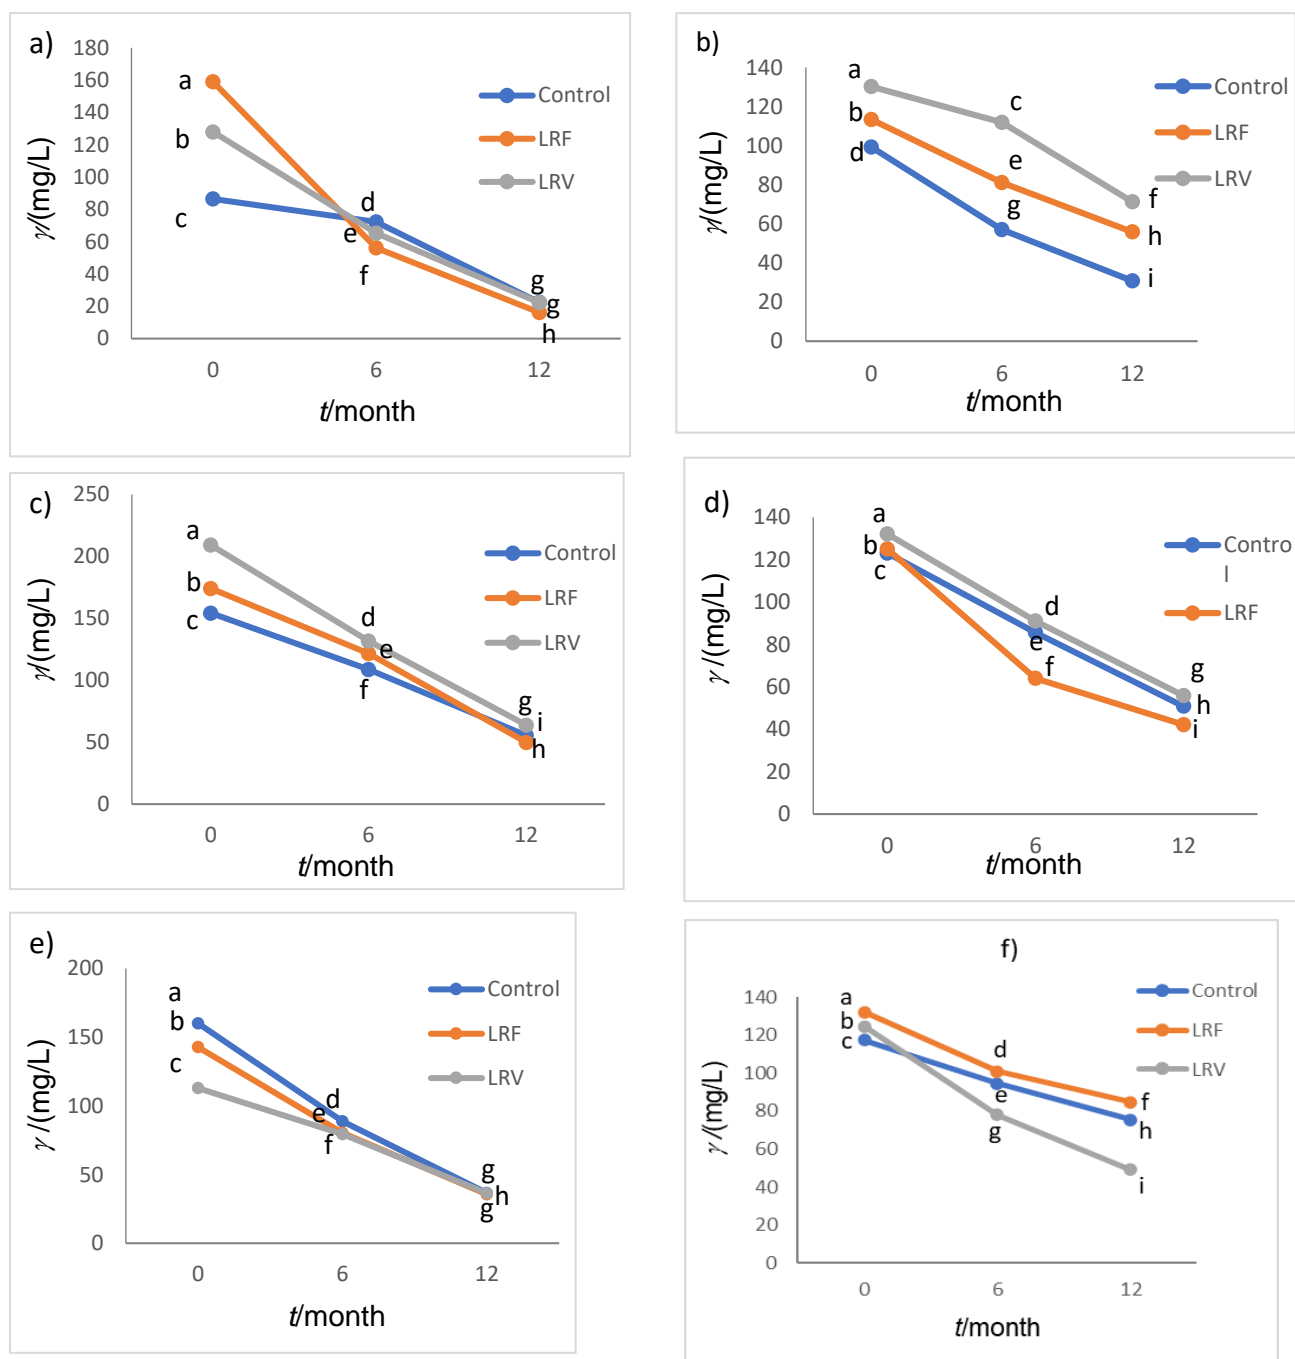 a)
180
160
140
120
100
80
60
40
20
0
γ/(mg/L)
a
b
c
d
e
f
g
g
h
Control
LRF
LRV
0 6 12
t/month
b)
140
120
100
80
60
40
20
0
γ/(mg/L)
a
b
d
c
e
g
f
h
i
Control
LRF
LRV
0 6 12
t/month
c)
250
200
150
100
50
0
γ/(mg/L)
a
b
c
d
e
f
g
i
h
Control
LRF
LRV
0 6 12
t/month
d)
140
120
100
80
60
40
20
0
γ /(mg/L)
a
b
c
d
e
f
g
h
i
Contro
l
LRF
0 6 12
t/month
e)
200
150
100
50
0
γ /(mg/L)
a
b
c
d
e
f
g
h
g
Control
LRF
LRV
0 6 12
t/month
f)
140
120
100
80
60
40
20
0
γ /(mg/L)
a
b
c
d
e
g
f
h
i
Control
LRF
LRV
0 6 12
t/month